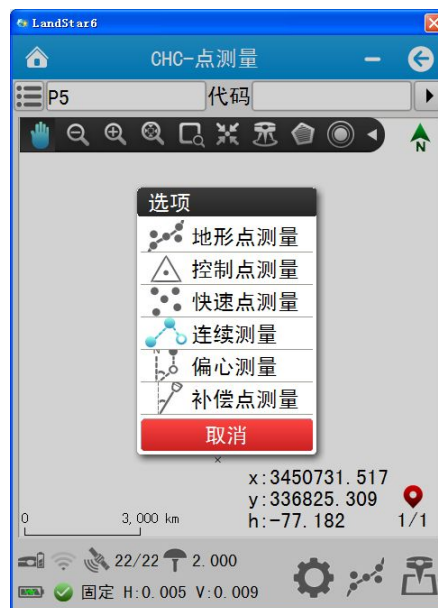 LandStar6
CHC-点测量
P5 代码
N
选项
地形点测量
控制点测量
快速点测量
连续测量
偏心测量
补偿点测量
取消
x:3450731.517
y:336825.309
0 3,000 km h:-77.182 1/1
22/22 2.000
固定 H:0.005 V:0.009